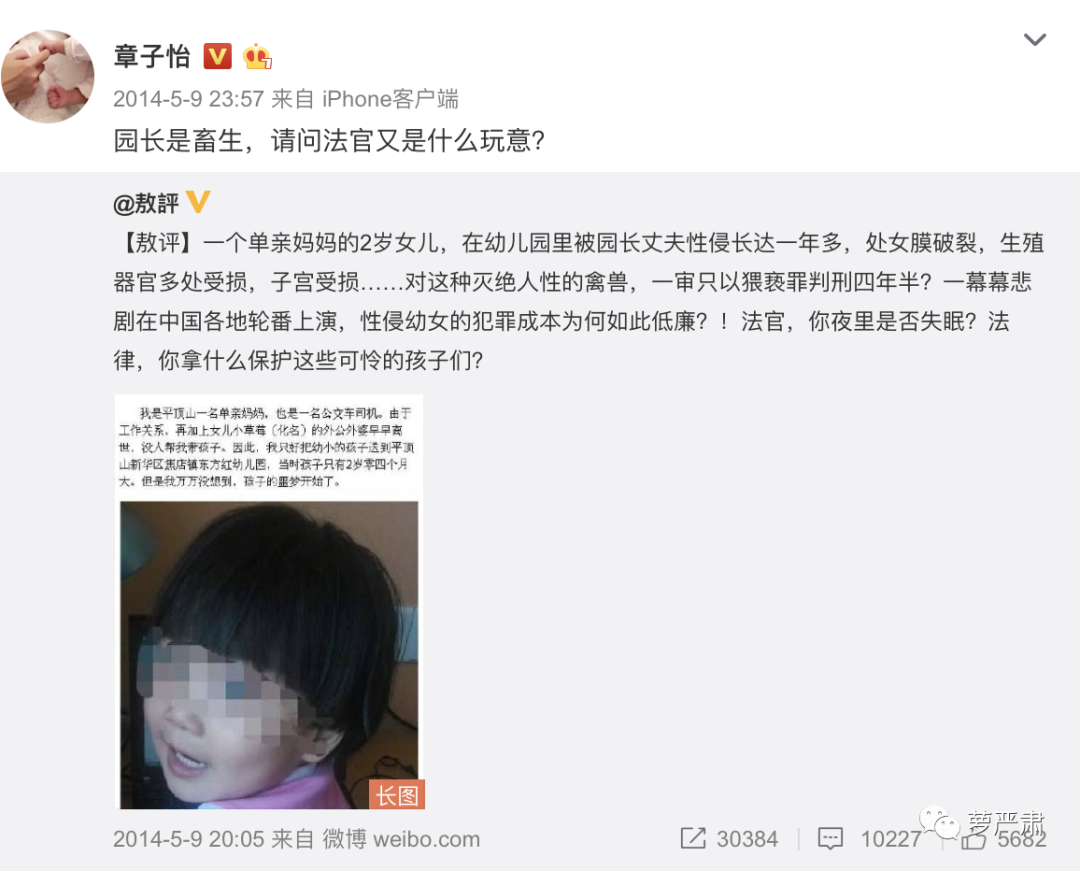 章子怡
2014-5-9 23:57 来自 iPhone客户端
园长是畜生，请问法官又是什么玩意？
@敖評
【敖评】一个单亲妈妈的2岁女儿，在幼儿园里被园长丈夫性侵长达一年多，处女膜破裂，生殖
器官多处受损，子宫受损……对这种灭绝人性的禽兽，一审只以猥亵罪判刑四年半？一幕幕悲
剧在中国各地轮番上演，性侵幼女的犯罪成本为何如此低廉？！法官，你夜里是否失眠？法
律，你拿什么保护这些可怜的孩子们？
我是平顶山一名单亲妈妈，也是一名公交车司机。由于
工作关系，再加上女儿小草莓（化名）的外公外婆早早离
世，没人帮我带孩子。因此，我只好把幼小的孩子送到平顶
山新华区焦店镇东方红幼儿园，当时孩子只有2岁零四个月
大。但是我万万没想到，孩子的噩梦开始了。
长图
2014-5-9 20:05 来自 微博 weibo.com
30384
10227
5682
萝严肃